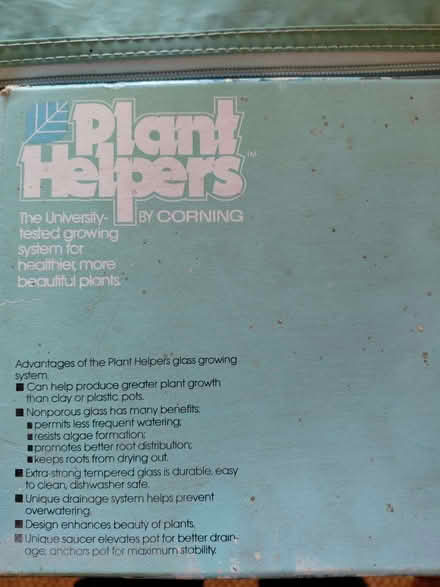 Plant
Helpers™
BY CORNING
The University-
tested growing
system for
healthier, more
beautiful plants.
Advantages of the Plant Helpers glass growing
system.
■ Can help produce greater plant growth
than clay or plastic pots.
■ Nonporous glass has many benefits:
■ permits less frequent watering;
■ resists algae formation;
■ promotes better root distribution;
■ keeps roots from drying out.
■ Extra-strong tempered glass is durable, easy
to clean, dishwasher safe.
■ Unique drainage system helps prevent
overwatering.
■ Design enhances beauty of plants.
■ Unique saucer elevates pot for better drain-
age, anchors pot for maximum stability.